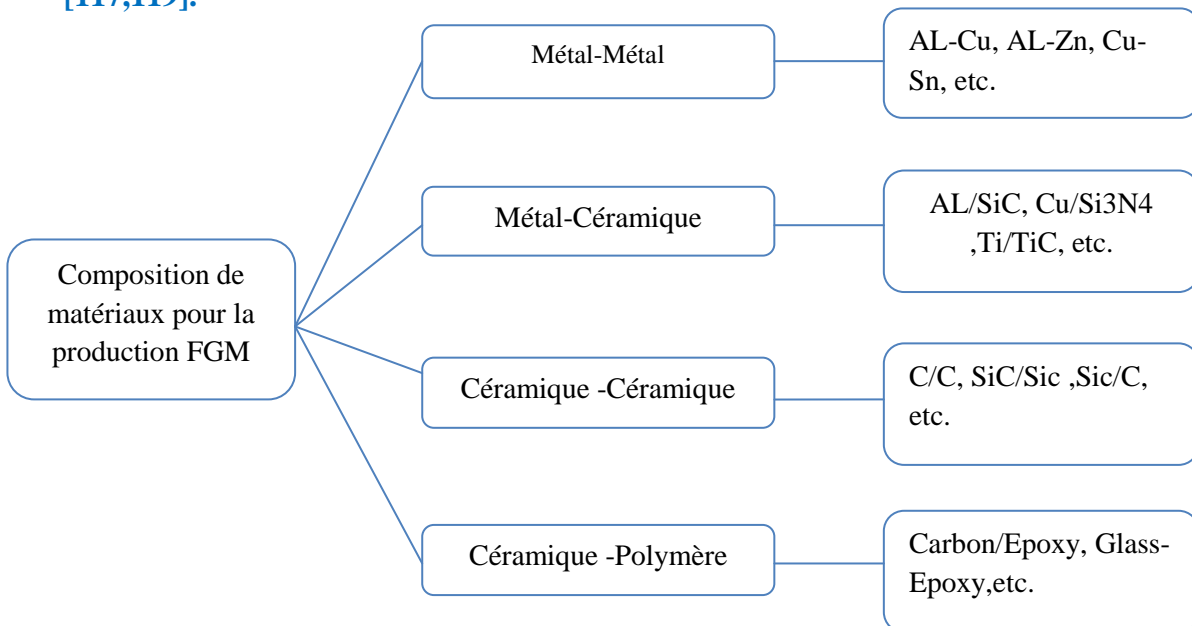 [117,119].
Métal-Métal
AL-Cu, AL-Zn, Cu-
Sn, etc.
Métal-Céramique
AL/SiC, Cu/Si3N4
,Ti/TiC, etc.
Composition de
matériaux pour la
production FGM
Céramique -Céramique
C/C, SiC/Sic ,Sic/C,
etc.
Céramique -Polymère
Carbon/Epoxy, Glass-
Epoxy,etc.